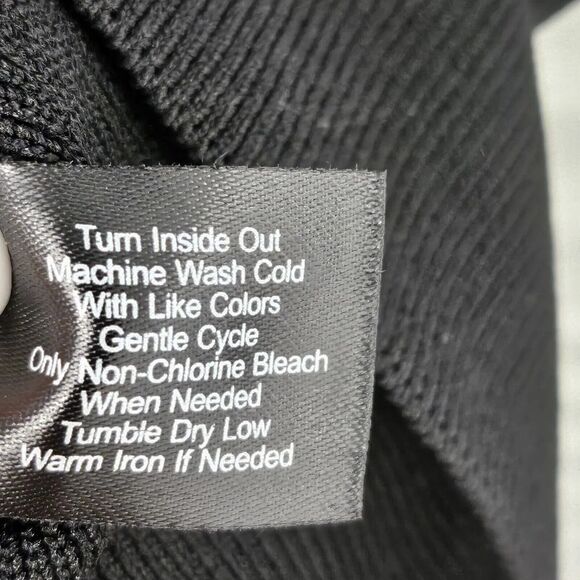 Turn Inside Out
Machine Wash Cold
With Like Colors
Gentle Cycle
Only Non-Chlorine Bleach
When Needed
Tumble Dry Low
Warm Iron If Needed